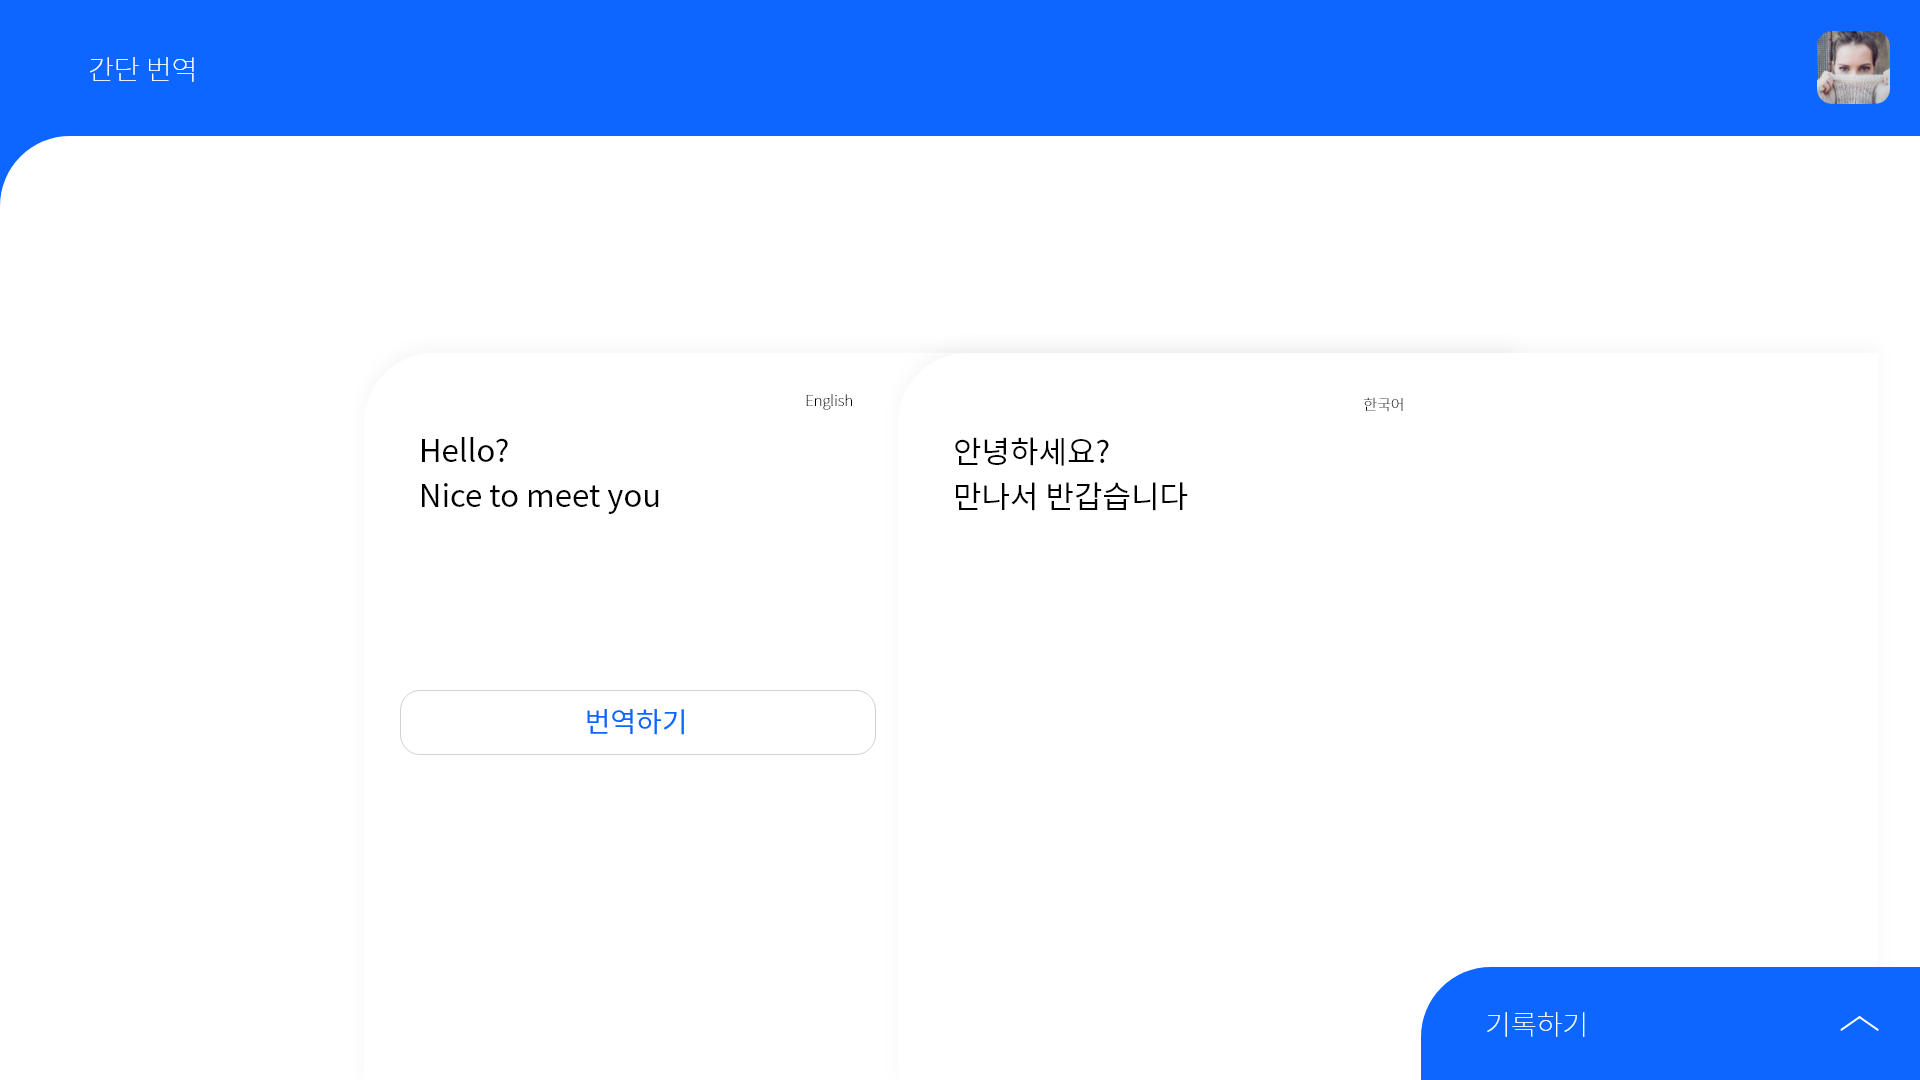 간단 번역
English
Hello?
Nice to meet you
번역하기
한국어
안녕하세요?
만나서 반갑습니다
기록하기